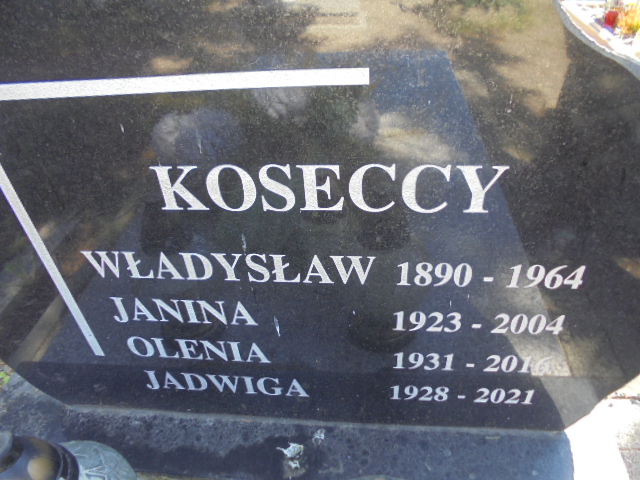 KOSECCY
WŁADYSŁAW 1890 - 1964
JANINA 1923 - 2004
OLENIA 1931 - 2016
JADWIGA 1928 - 2021